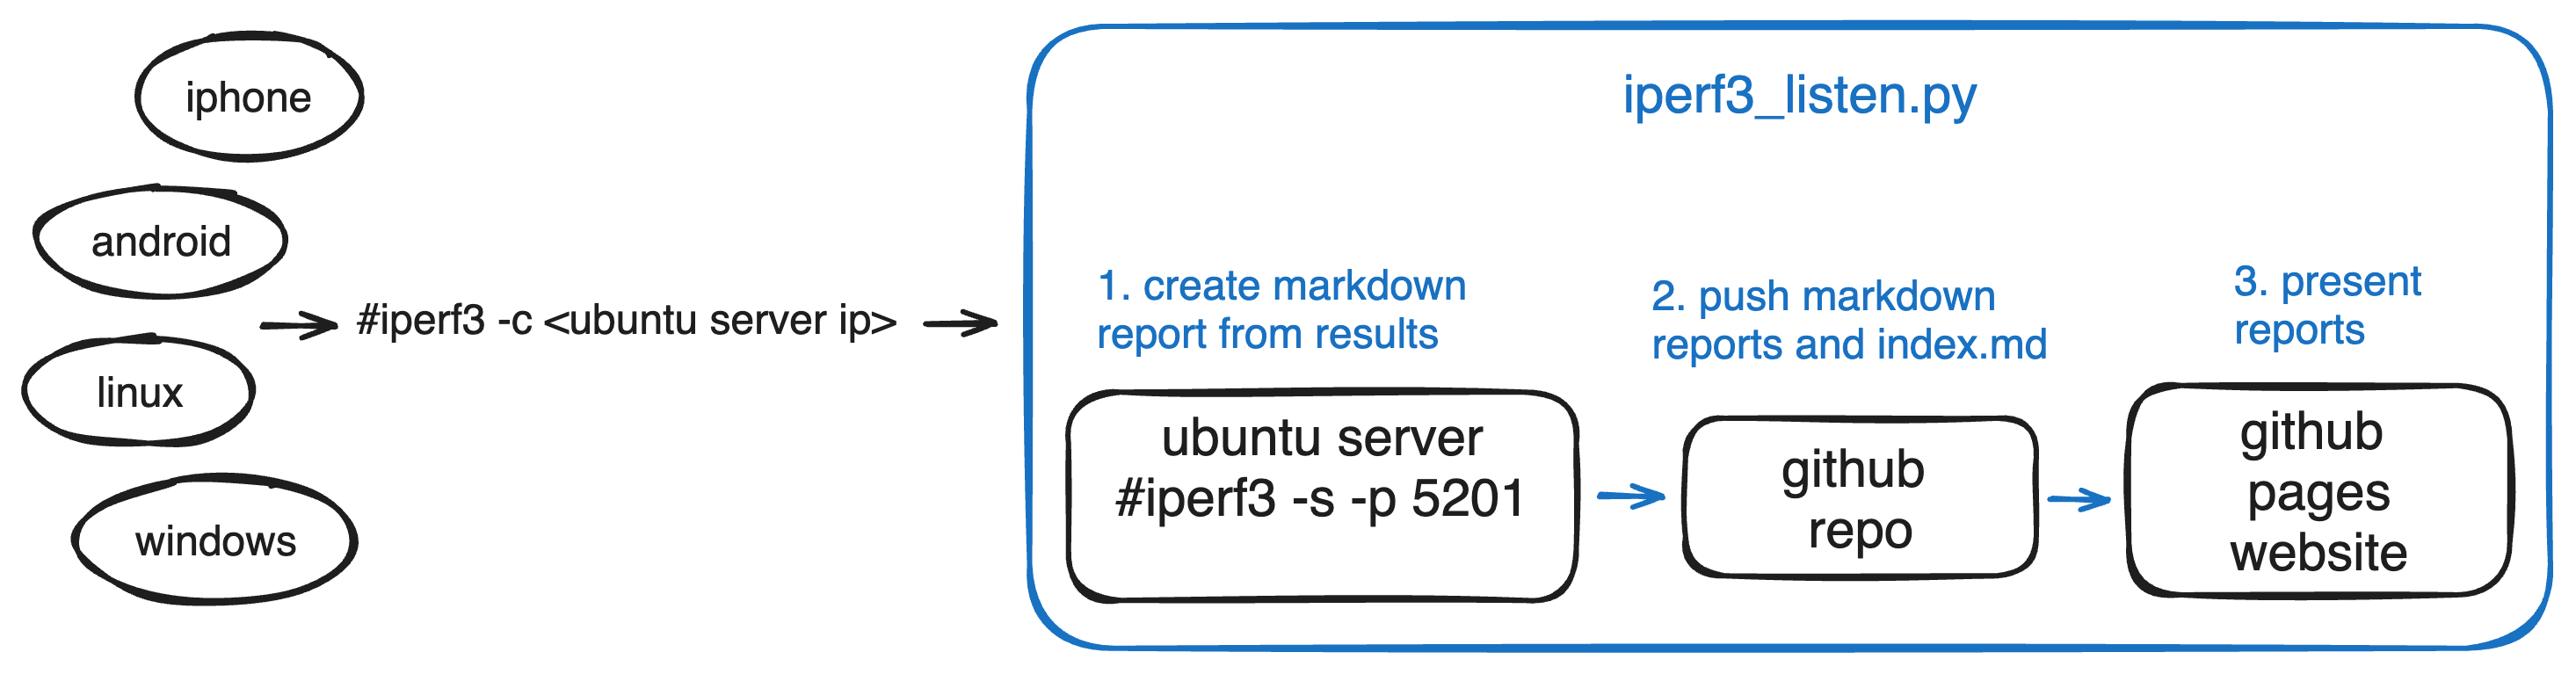 iphone
android
linux
windows
#iperf3 -c <ubuntu server ip>
iperf3_listen.py
1. create markdown
report from results
ubuntu server
#iperf3 -s -p 5201
2. push markdown
reports and index.md
github
repo
3. present
reports
github
pages
website